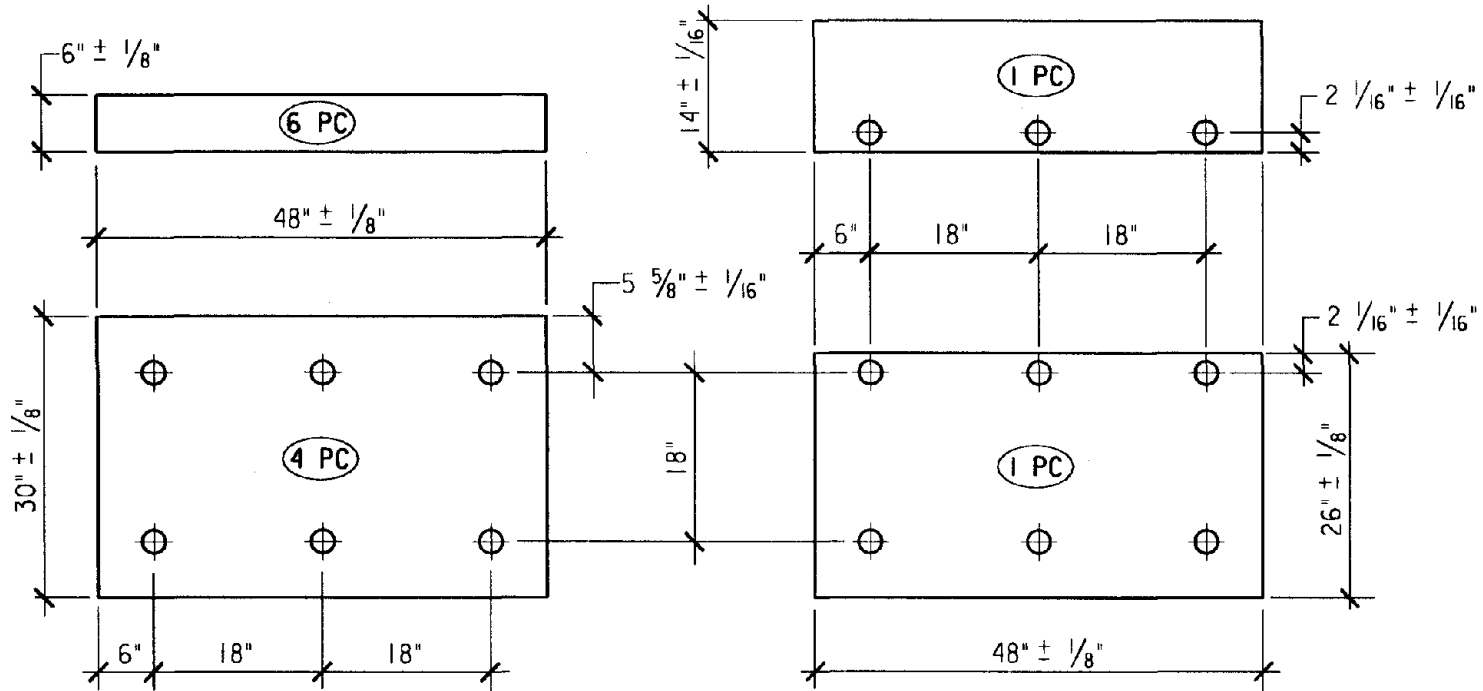 6" ± 1/8"
6 PC
48" ± 1/8"
14" ± 1/16"
1 PC
2 1/16" ± 1/16"
6"
18"
18"
5 5/8" ± 1/16"
2 1/16" ± 1/16"
30" ± 1/8"
4 PC
18"
1 PC
26" ± 1/8"
6"
18"
18"
48" ± 1/8"